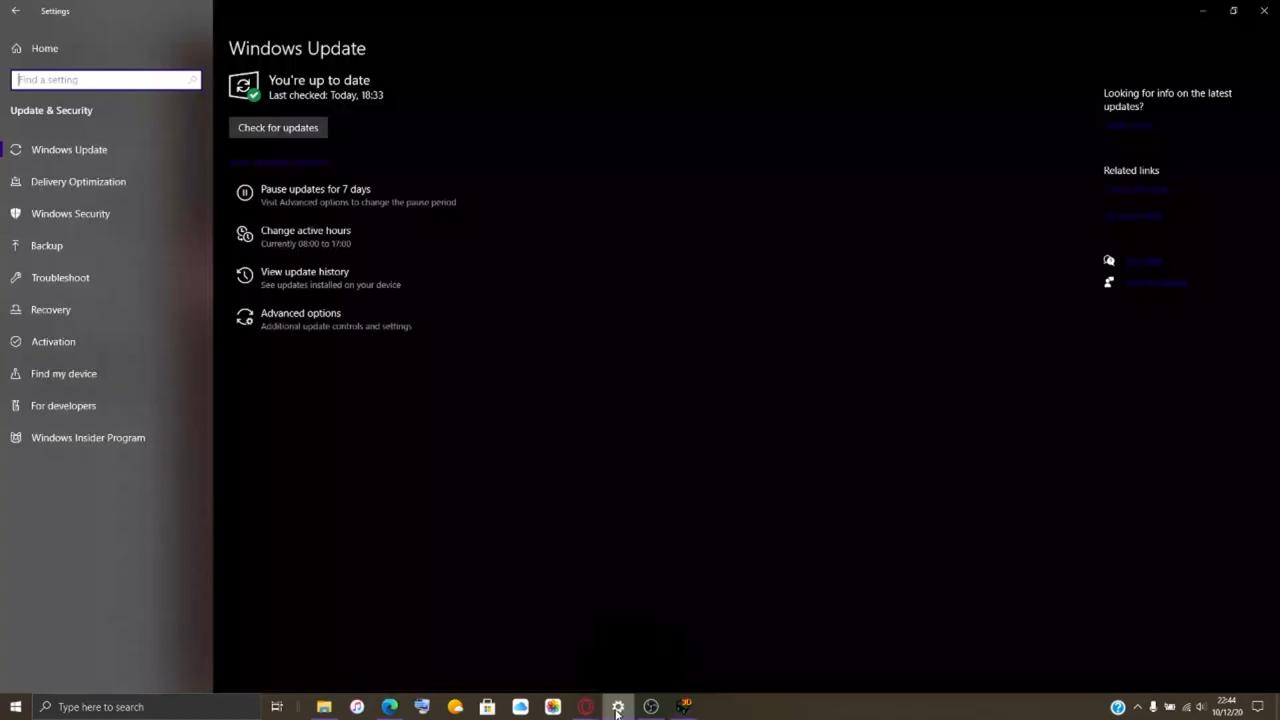 Settings
Home
Find a setting
Update & Security
Windows Update
Delivery Optimization
Windows Security
Backup
Troubleshoot
Recovery
Activation
Find my device
For developers
Windows Insider Program
Windows Update
You're up to date
Last checked: Today, 18:33
Check for updates
Pause updates for 7 days
Visit Advanced options to change the pause period
Change active hours
Currently 08:00 to 17:00
View update history
See updates installed on your device
Advanced options
Additional update controls and settings
Looking for info on the latest
updates?
Related links
Type here to search
3D
22:44
10/12/20